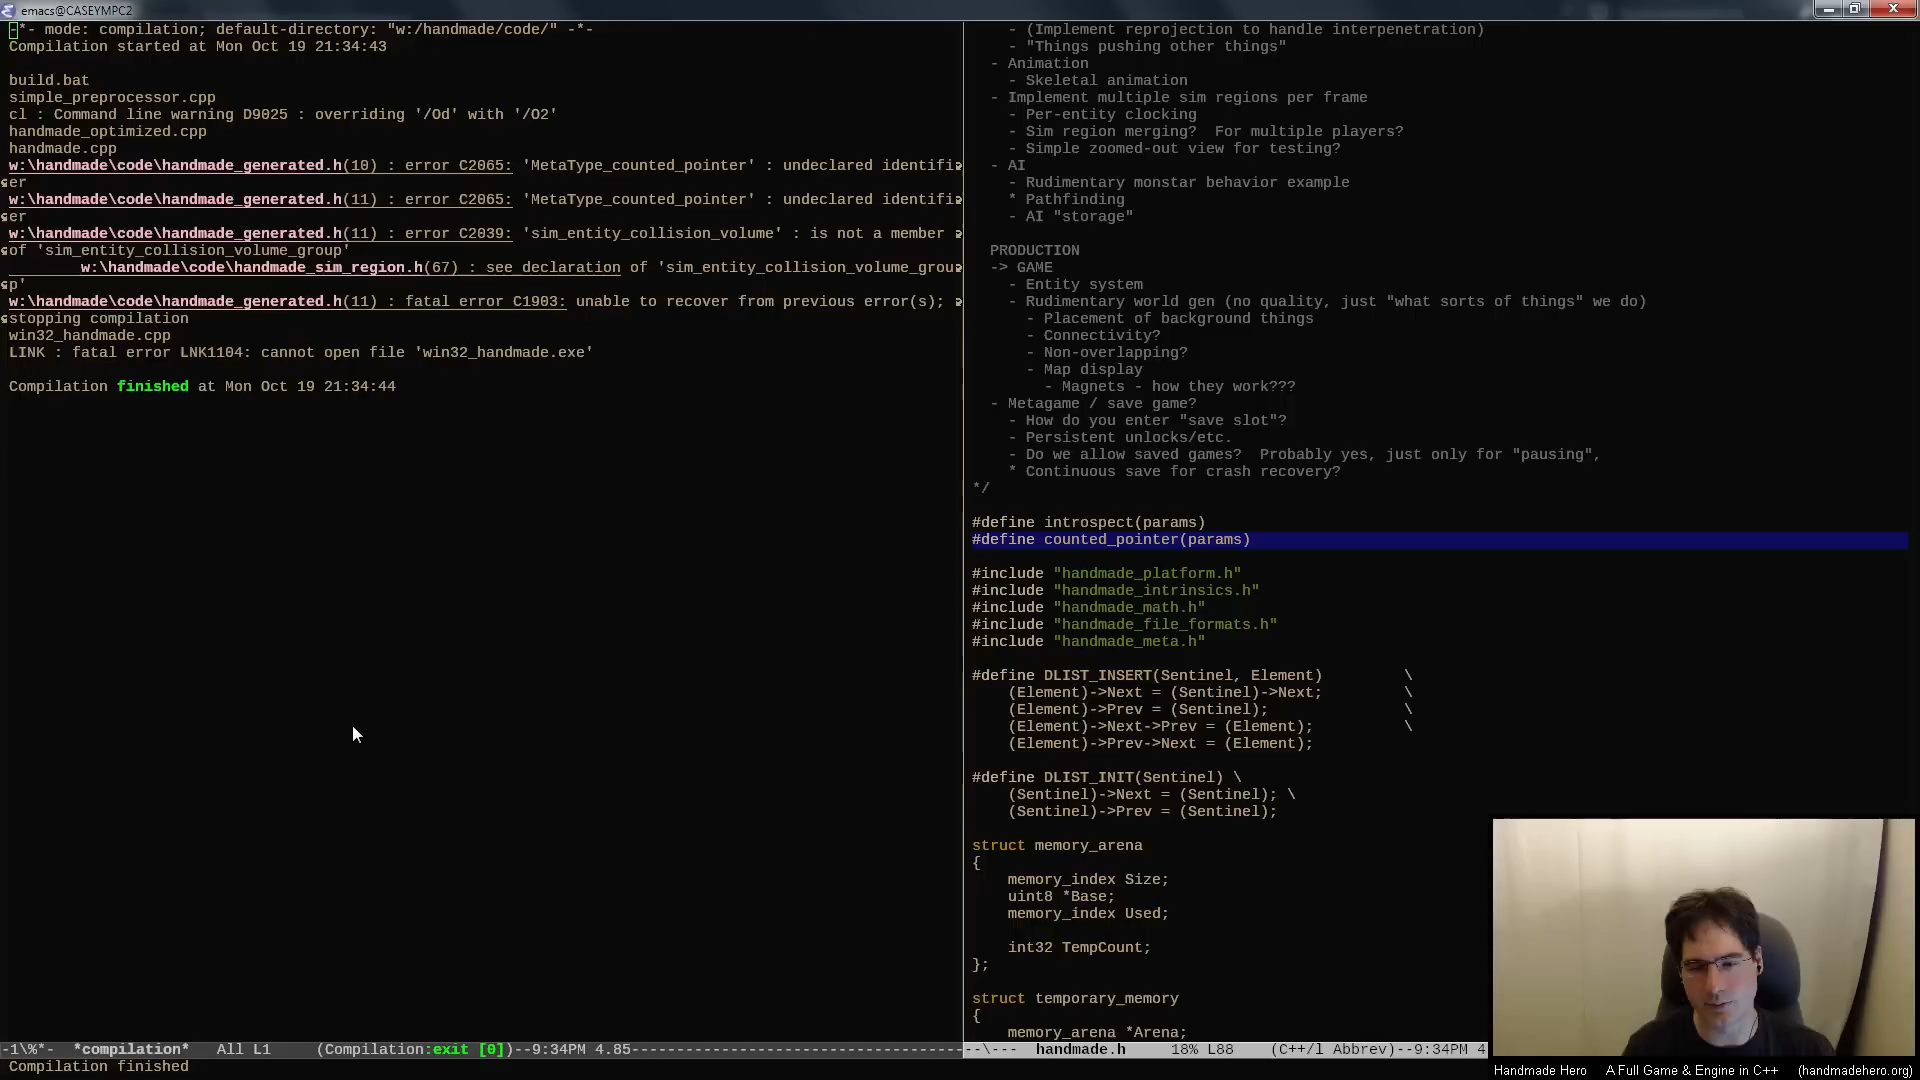 emacs@CASEYMPC2
-*- mode: compilation; default-directory: "w:/handmade/code/" -*-
Compilation started at Mon Oct 19 21:34:43
build.bat
simple_preprocessor.cpp
cl : Command line warning D9025 : overriding '/Od' with '/O2'
handmade_optimized.cpp
handmade.cpp
w:\handmade\code\handmade_generated.h(10) : error C2065: 'MetaType_counted_pointer' : undeclared identifi
er
w:\handmade\code\handmade_generated.h(11) : error C2065: 'MetaType_counted_pointer' : undeclared identifi
er
w:\handmade\code\handmade_generated.h(11) : error C2039: 'sim_entity_collision_volume' : is not a member
of 'sim_entity_collision_volume_group'
w:\handmade\code\handmade_sim_region.h(67) : see declaration of 'sim_entity_collision_volume_grou
p'
w:\handmade\code\handmade_generated.h(11) : fatal error C1903: unable to recover from previous error(s);
stopping compilation
win32_handmade.cpp
LINK : fatal error LNK1104: cannot open file 'win32_handmade.exe'
Compilation finished at Mon Oct 19 21:34:44
-1\%*-  *compilation*   All L1     (Compilation:exit [0])--9:34PM 4.85-------------------------------------
Compilation finished
- (Implement reprojection to handle interpenetration)
- "Things pushing other things"
- Animation
- Skeletal animation
- Implement multiple sim regions per frame
- Per-entity clocking
- Sim region merging?  For multiple players?
- Simple zoomed-out view for testing?
- AI
- Rudimentary monstar behavior example
* Pathfinding
- AI "storage"
PRODUCTION
-> GAME
- Entity system
- Rudimentary world gen (no quality, just "what sorts of things" we do)
- Placement of background things
- Connectivity?
- Non-overlapping?
- Map display
- Magnets - how they work???
- Metagame / save game?
- How do you enter "save slot"?
- Persistent unlocks/etc.
- Do we allow saved games?  Probably yes, just only for "pausing",
* Continuous save for crash recovery?
*/
#define introspect(params)
#define counted_pointer(params)
#include "handmade_platform.h"
#include "handmade_intrinsics.h"
#include "handmade_math.h"
#include "handmade_file_formats.h"
#include "handmade_meta.h"
#define DLIST_INSERT(Sentinel, Element)         \
(Element)->Next = (Sentinel)->Next;         \
(Element)->Prev = (Sentinel);               \
(Element)->Next->Prev = (Element);          \
(Element)->Prev->Next = (Element);
#define DLIST_INIT(Sentinel) \
(Sentinel)->Next = (Sentinel); \
(Sentinel)->Prev = (Sentinel);
struct memory_arena
{
memory_index Size;
uint8 *Base;
memory_index Used;
int32 TempCount;
};
struct temporary_memory
{
memory_arena *Arena;
--\---  handmade.h     18% L88    (C++/l Abbrev)--9:34PM 4
Handmade Hero    A Full Game & Engine in C++    (handmadehero.org)